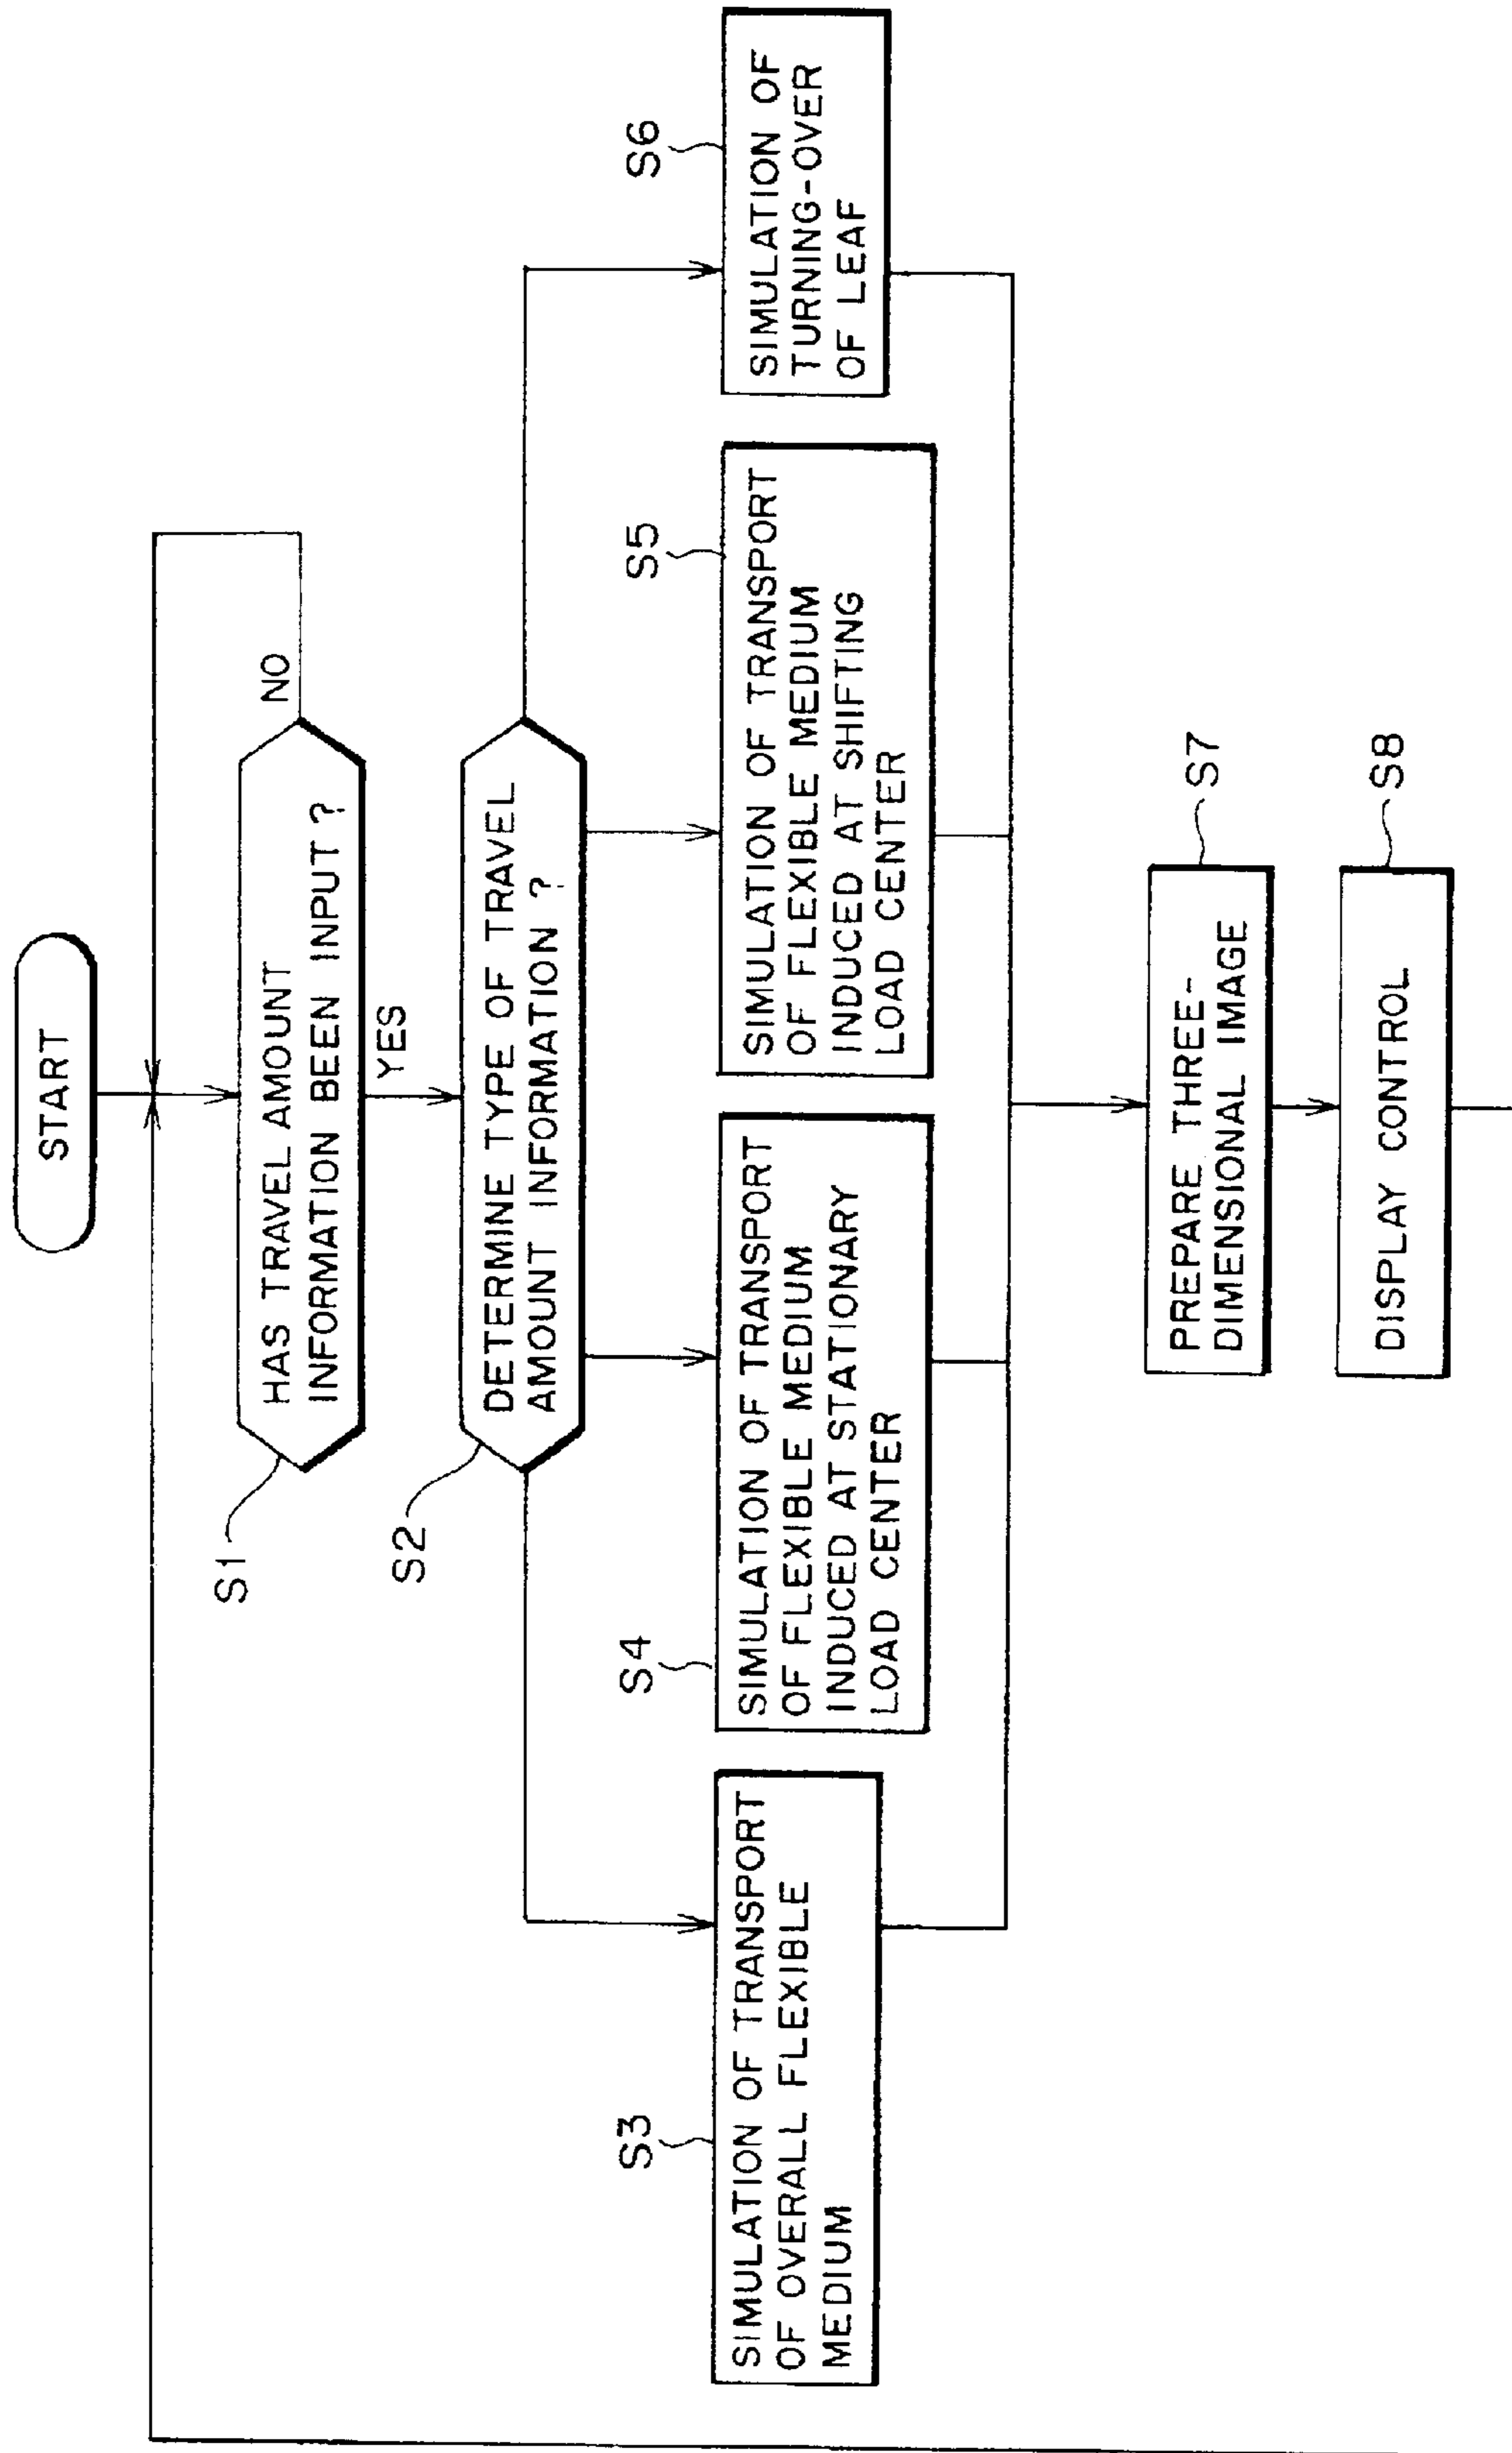 START
S1
HAS TRAVEL AMOUNT
INFORMATION BEEN INPUT ?
NO
YES
S2
DETERMINE TYPE OF TRAVEL
AMOUNT INFORMATION ?
S3
SIMULATION OF TRANSPORT
OF OVERALL FLEXIBLE
MEDIUM
S4
SIMULATION OF TRANSPORT
OF FLEXIBLE MEDIUM
INDUCED AT STATIONARY
LOAD CENTER
S5
SIMULATION OF TRANSPORT
OF FLEXIBLE MEDIUM
INDUCED AT SHIFTING
LOAD CENTER
S6
SIMULATION OF
TURNING-OVER
OF LEAF
S7
PREPARE THREE-
DIMENSIONAL IMAGE
S8
DISPLAY CONTROL